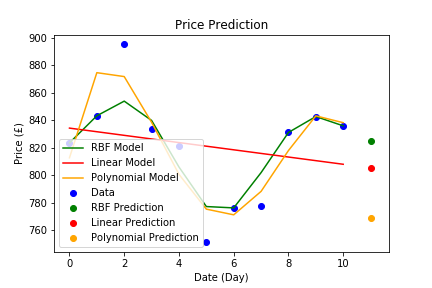 Price Prediction
900
880
860
840
820
800
780
760
Price (£)
RBF Model
Linear Model
Polynomial Model
Data
RBF Prediction
Linear Prediction
Polynomial Prediction
0 2 4 6 8 10
Date (Day)